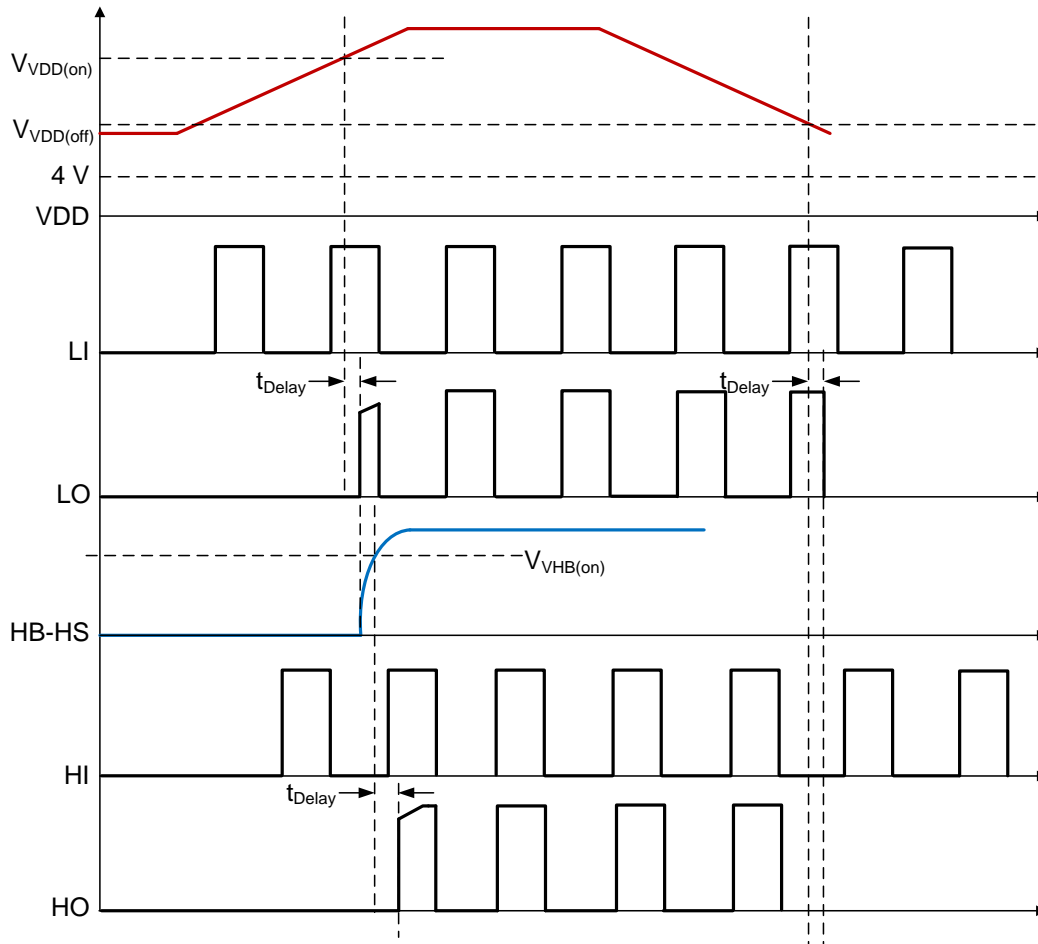 VVDD(on)
VVDD(off)
4 V
VDD
LI
tDelay
tDelay
LO
VVHB(on)
HB-HS
HI
tDelay
HO